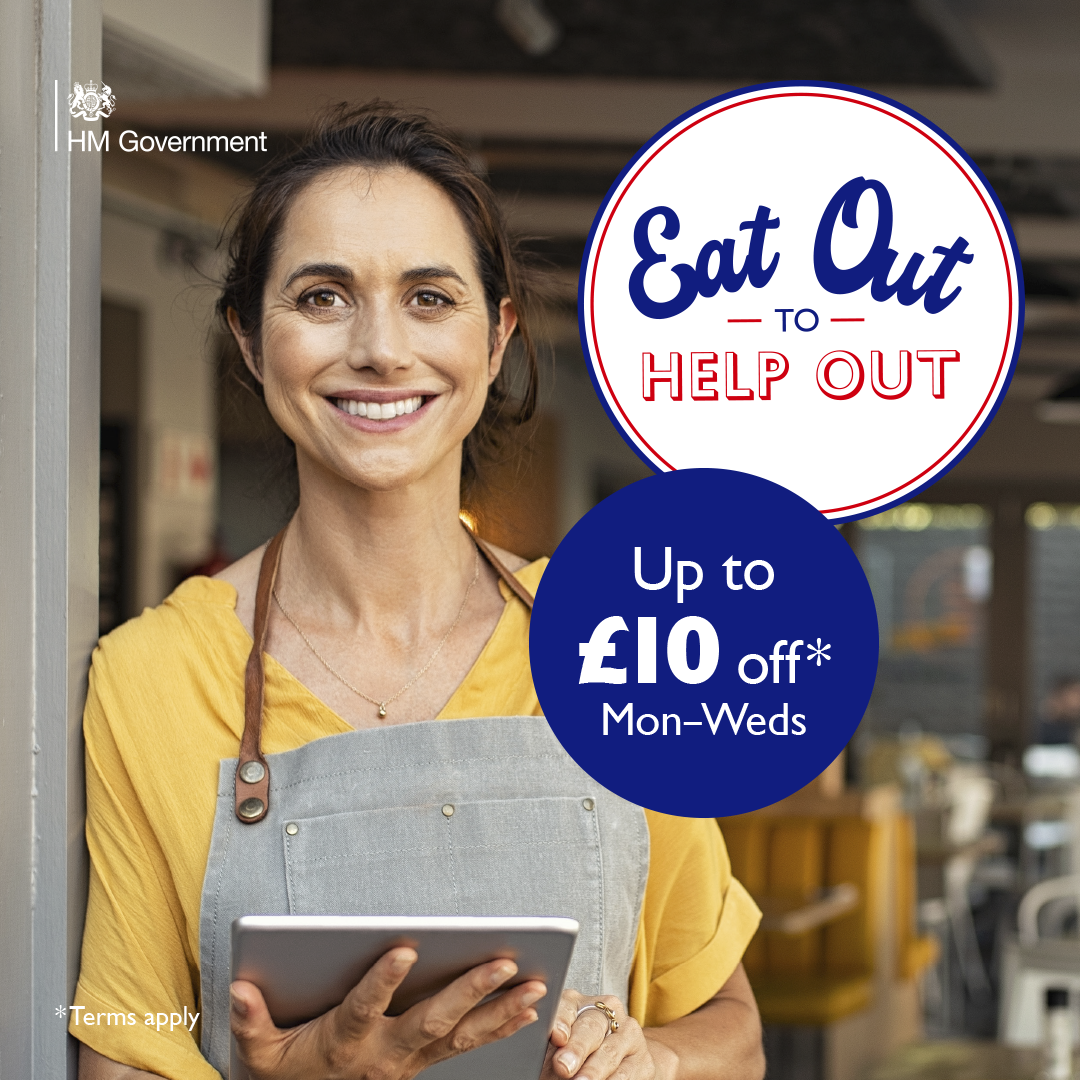 HM Government
Eat Out
TO
HELP OUT
Up to
£10 off*
Mon–Weds
*Terms apply